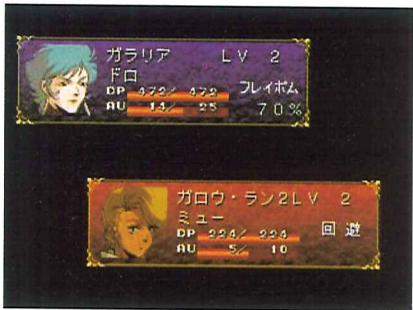 ガラリア LV 2
ドロ
DP 472/ 472 フレイボム
AU 14/ 25 70%
ガロウ・ラン2LV 2
ミュー
DP 224/ 224 回避
AU 5/ 10